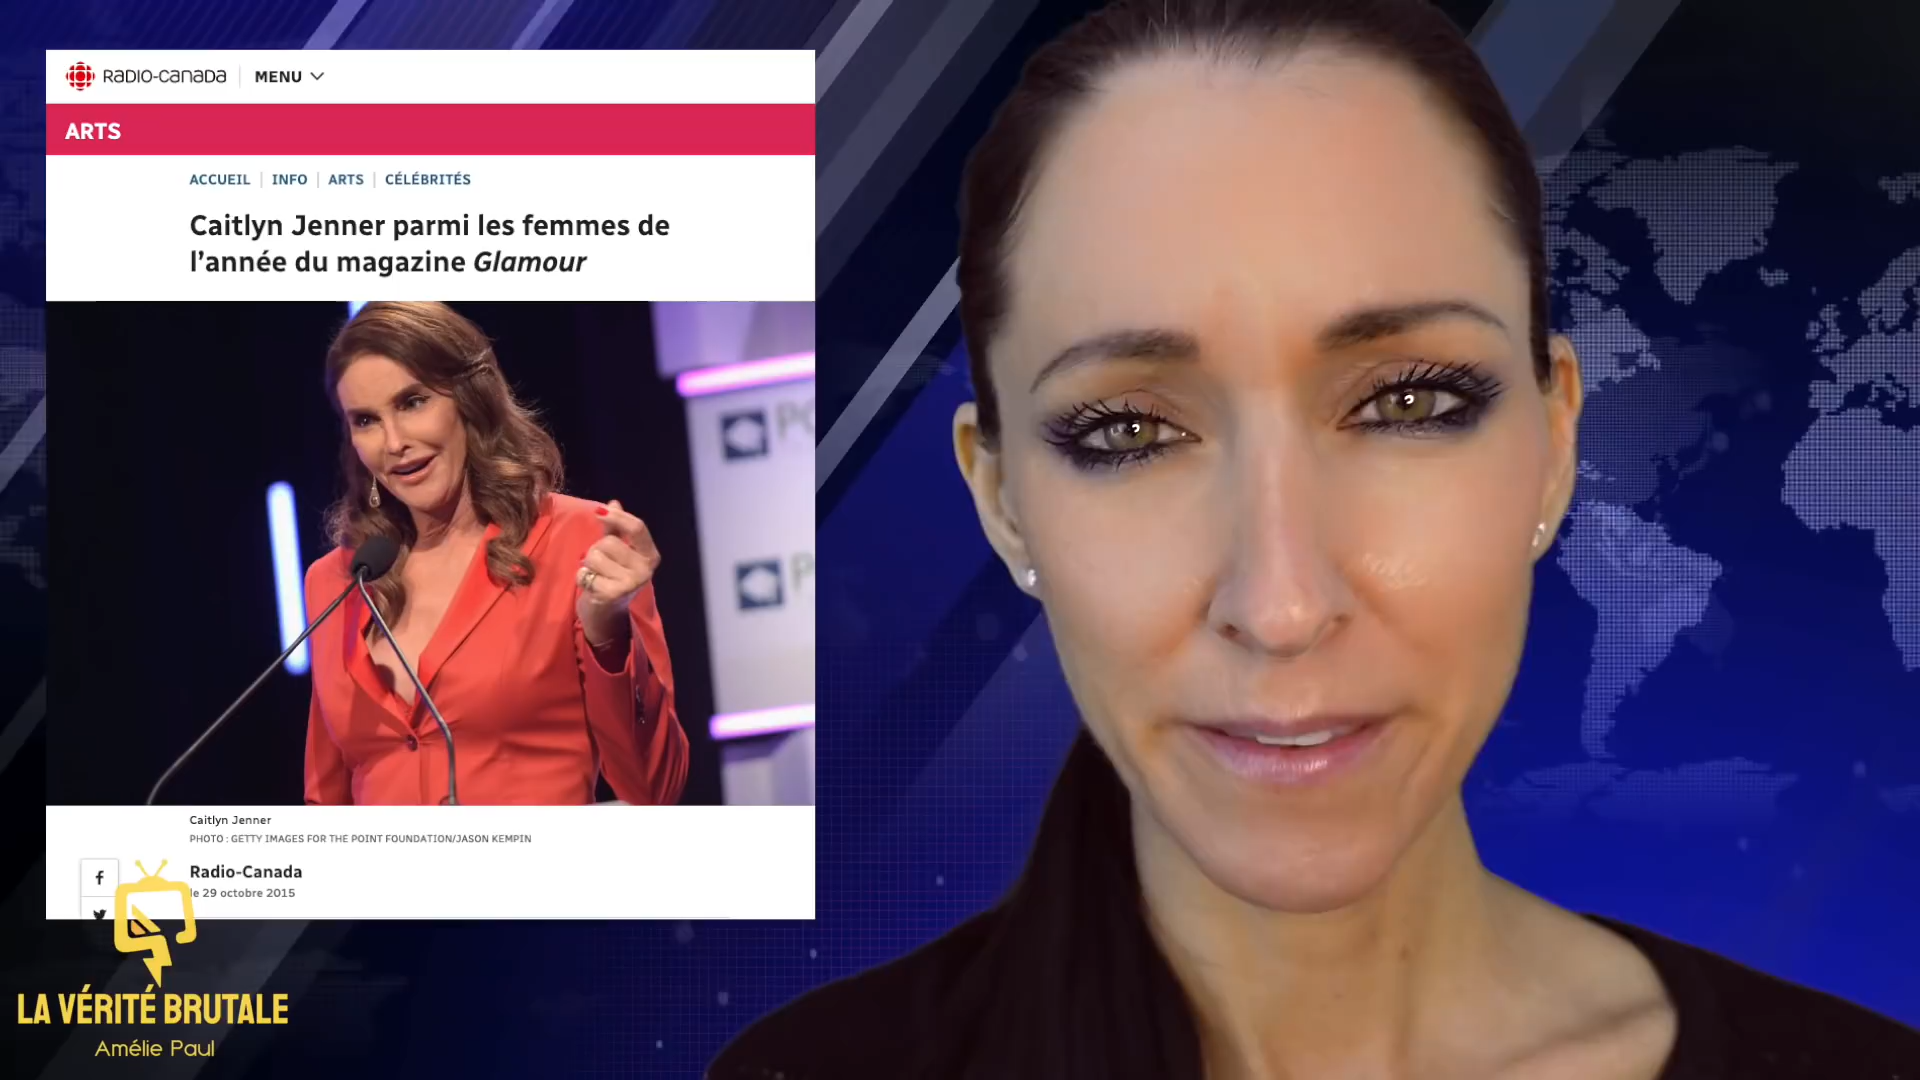 RADIO-CANADA
MENU
ARTS
ACCUEIL | INFO | ARTS | CÉLÉBRITÉS
Caitlyn Jenner parmi les femmes de
l'année du magazine Glamour
Caitlyn Jenner
PHOTO : GETTY IMAGES FOR THE POINT FOUNDATION/JASON KEMPIN
Radio-Canada
le 29 octobre 2015
LA VÉRITÉ BRUTALE
Amélie Paul